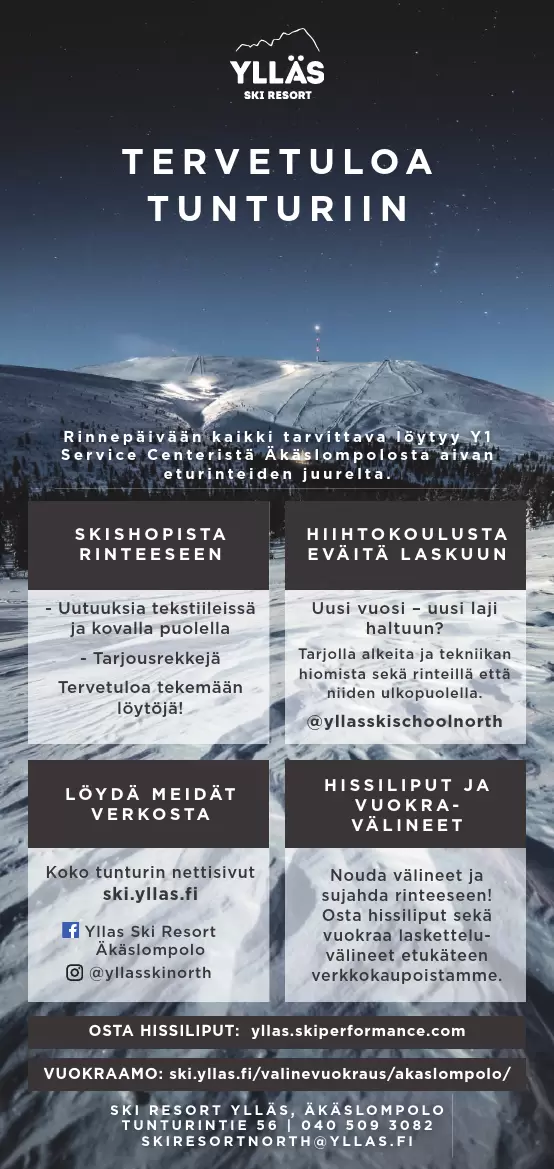 YLLÄS
SKI RESORT
TERVETULOA
TUNTURIIN
Rinnepäivään kaikki tarvittava löytyy Y1
Service Centeristä Äkäslompolosta aivan
eturinteiden juurelta.
SKISHOPISTA
RINTEESEEN
- Uutuuksia tekstiileissä
ja kovalla puolella
- Tarjousrekkejä
Tervetuloa tekemään
löytöjä!
HIIHTOKOULUSTA
EVÄITÄ LASKUUN
Uusi vuosi – uusi laji
haltuun?
Tarjolla alkeita ja tekniikan
hiomista sekä rinteillä että
niiden ulkopuolella.
@yllasskischoolnorth
LÖYDÄ MEIDÄT
VERKOSTA
Koko tunturin nettisivut
ski.yllas.fi
Yllas Ski Resort
Äkäslompolo
@yllasskinorth
HISSILIPUT JA
VUOKRA-
VÄLINEET
Nouda välineet ja
sujahda rinteeseen!
Osta hissiliput sekä
vuokraa laskettelu-
välineet etukäteen
verkkokaupoistamme.
OSTA HISSILIPUT: yllas.skiperformance.com
VUOKRAAMO: ski.yllas.fi/valinevuokraus/akaslompolo/
SKI RESORT YLLÄS, ÄKÄSLOMPOLO
TUNTURINTIE 56 | 040 509 3082
SKIRESORTNORTH@YLLAS.FI